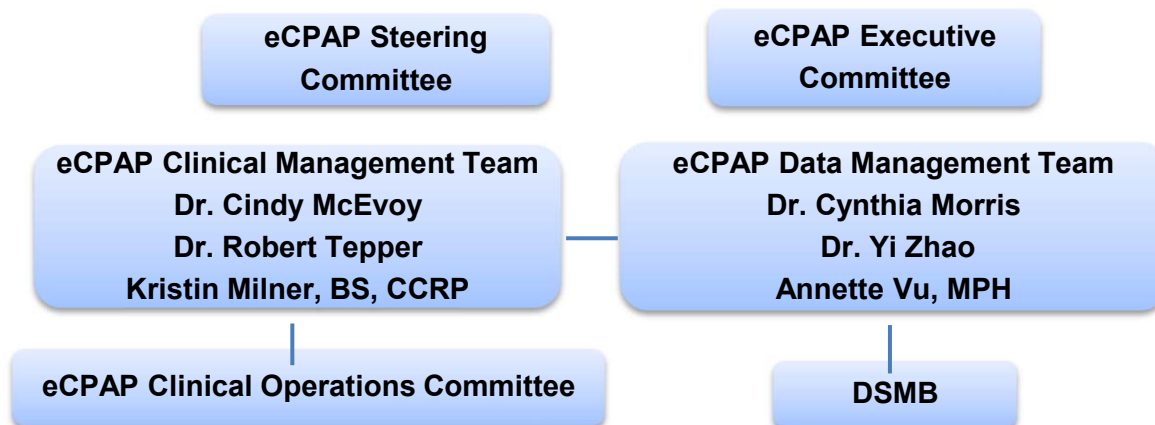 eCPAP Steering
Committee
eCPAP Executive
Committee
eCPAP Clinical Management Team
Dr. Cindy McEvoy
Dr. Robert Tepper
Kristin Milner, BS, CCRP
eCPAP Data Management Team
Dr. Cynthia Morris
Dr. Yi Zhao
Annette Vu, MPH
eCPAP Clinical Operations Committee
DSMB